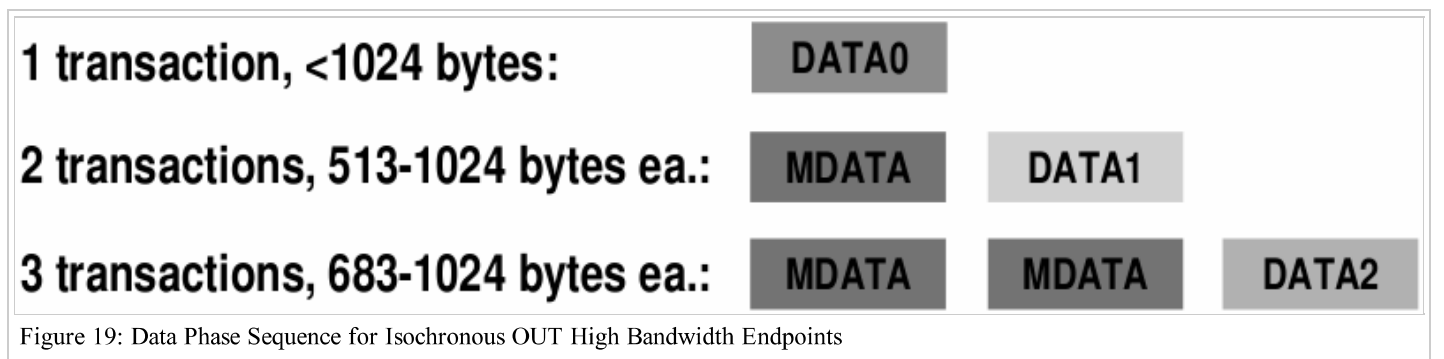 1 transaction, <1024 bytes: DATA0
2 transactions, 513-1024 bytes ea.: MDATA DATA1
3 transactions, 683-1024 bytes ea.: MDATA MDATA DATA2
Figure 19: Data Phase Sequence for Isochronous OUT High Bandwidth Endpoints